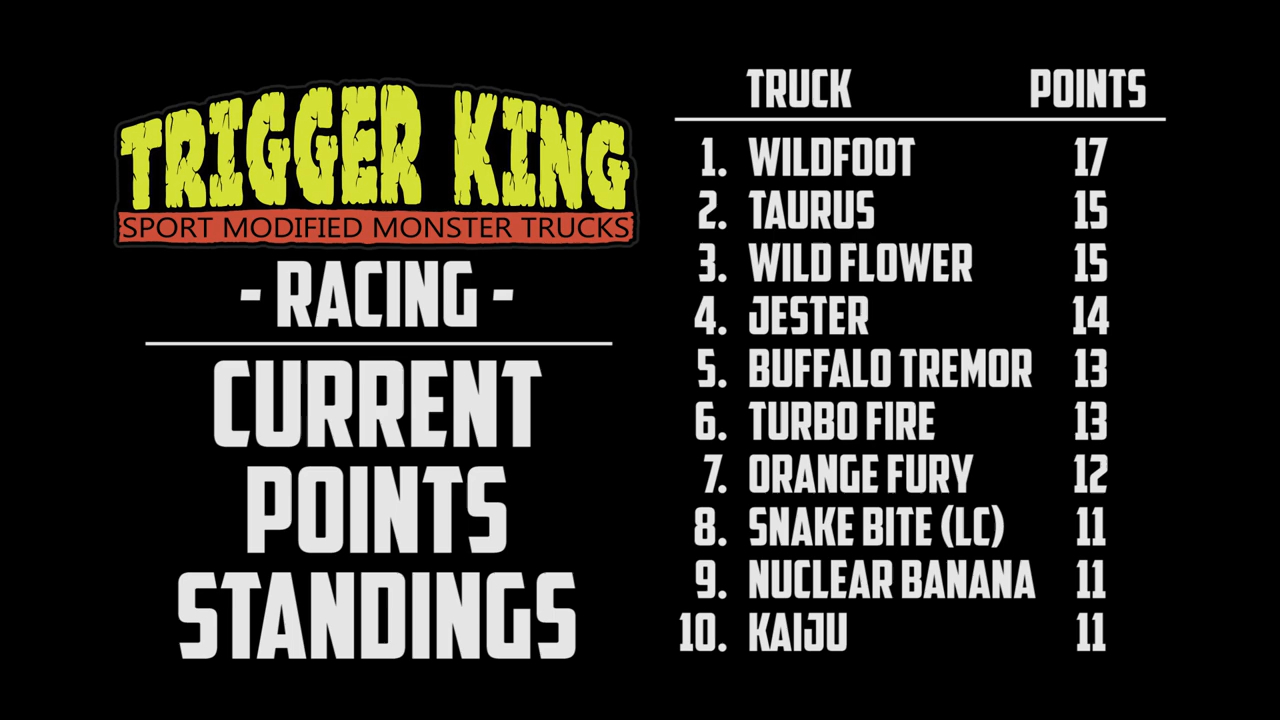 TRIGGER KING
SPORT MODIFIED MONSTER TRUCKS
- RACING -
CURRENT
POINTS
STANDINGS
TRUCK POINTS
1. WILDFOOT 17
2. TAURUS 15
3. WILD FLOWER 15
4. JESTER 14
5. BUFFALO TREMOR 13
6. TURBO FIRE 13
7. ORANGE FURY 12
8. SNAKE BITE (LC) 11
9. NUCLEAR BANANA 11
10. KAIJU 11